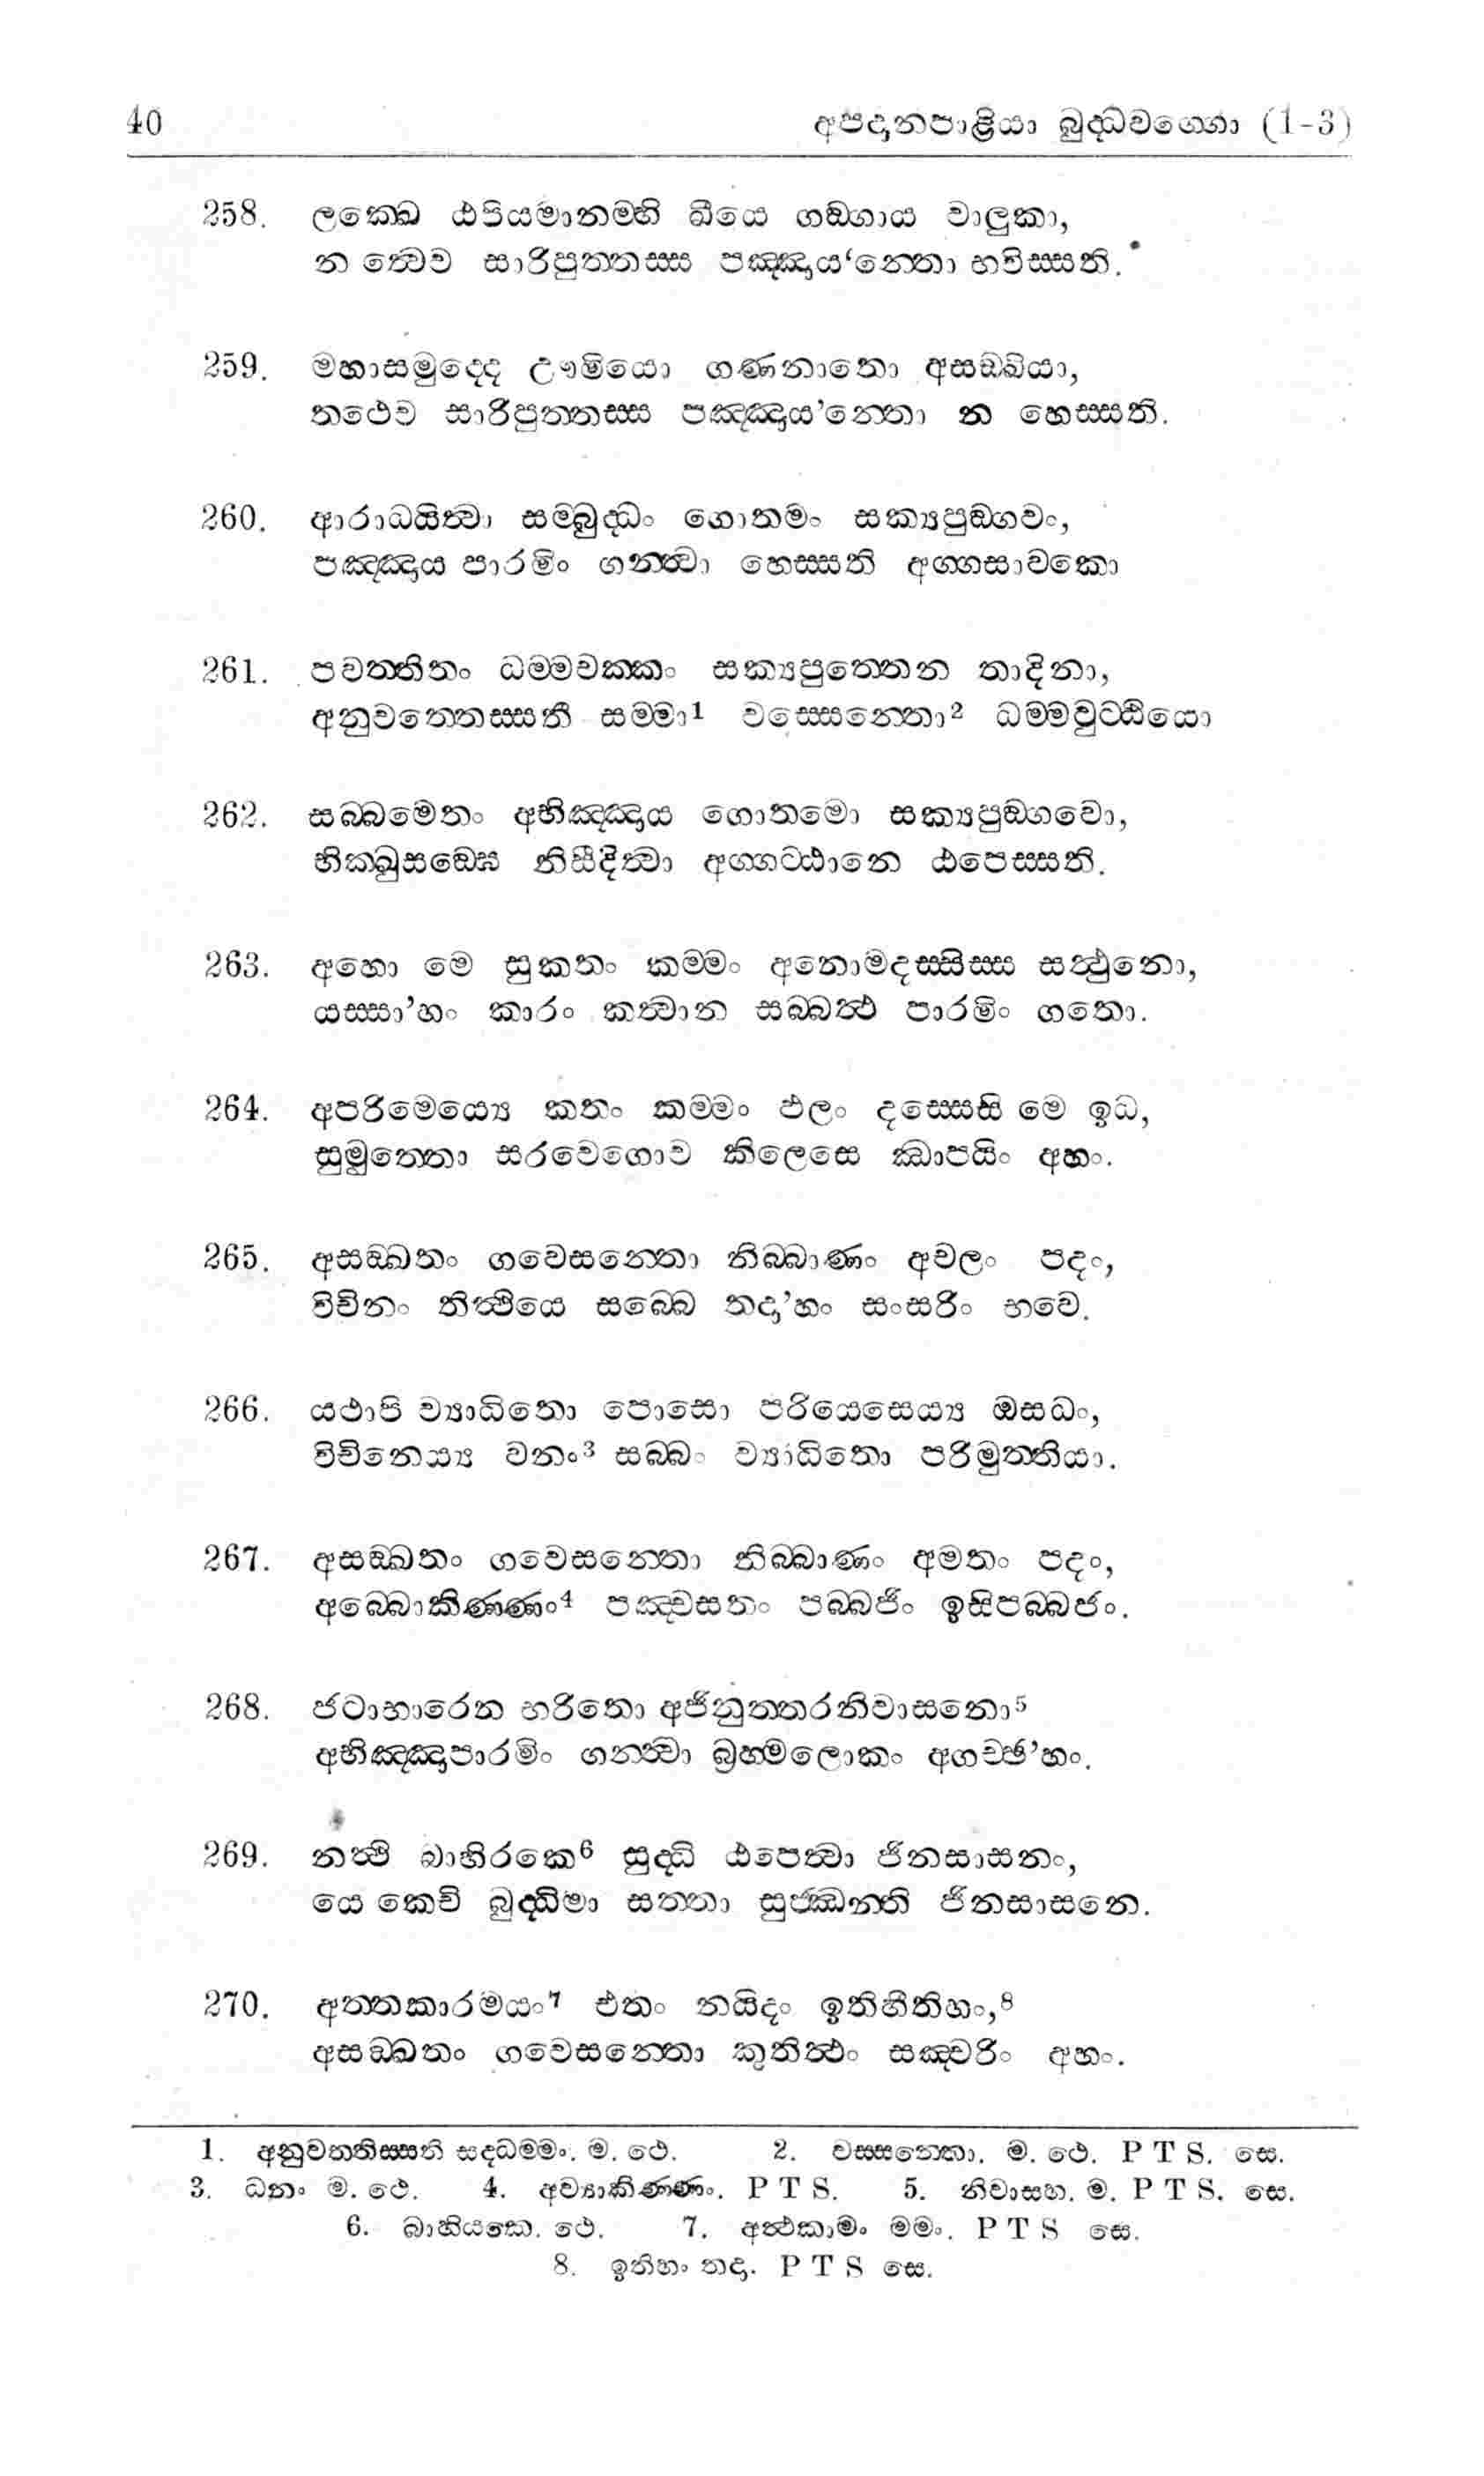 40 අපදානපාළියා බුද්ධවග්ගො (1-3)
258. ලක්ඛෙ ඨපියමානම්හි ඛීයෙ ගඞ්ගාය වාලුකා,
න ත්වෙව සාරිපුත්තස්ස පඤ්ඤාය‘න්තො භවිස්සති.
259. මහාසමුද්දෙ ඌමියො ගණනාතො අසඞ්ඛියා,
තථෙව සාරිපුත්තස්ස පඤ්ඤාය’න්තො න හෙස්සති.
260. ආරාධයිත්වා සම්බුද්ධං ගොතමං සක්‍යපුඞ්ගවං,
පඤ්ඤාය පාරමිං ගන්ත්වා හෙස්සති අග්ගසාවකො
261. පවත්තිතං ධම්මචක්කං සක්‍යපුත්තෙන තාදිනා,
අනුවත්තෙස්සතී සම්මා1 වස්සෙන්තො2 ධම්මවුට්ඨියො
262. සබ්බමෙතං අභිඤ්ඤාය ගොතමො සක්‍යපුඞ්ගවො,
භික්ඛුසඞ්ඝෙ නිසීදිත්වා අග්ගට්ඨානෙ ඨපෙස්සති.
263. අහො මෙ සුකතං කම්මං අනොමදස්සිස්ස සත්ථුනො,
යස්සා’හං කාරං කත්වාන සබ්බත්ථ පාරමිං ගතො.
264. අපරිමෙය්‍යෙ කතං කම්මං ඵලං දස්සෙසි මෙ ඉධ,
සුමුත්තො සරවෙගොව කිලෙසෙ ඣාපයිං අහං.
265. අසඞ්ඛතං ගවෙසන්තො නිබ්බාණං අචලං පදං,
විචිනං තිත්ථියෙ සබ්බෙ තදා’හං සංසරිං භවෙ.
266. යථාපි ව්‍යාධිතො පොසො පරියෙසෙය්‍ය ඔසධං,
විචිනෙය්‍ය වනං3 සබ්බං ව්‍යාධිතො පරිමුත්තියා.
267. අසඞ්ඛතං ගවෙසන්තො නිබ්බාණං අමතං පදං,
අබ්බොකිණ්ණං4 පඤ්චසතං පබ්බජිං ඉසිපබ්බජං.
268. ජටාභාරෙන භරිතො අජිනුත්තරනිවාසනො5
අභිඤ්ඤාපාරමිං ගන්ත්වා බ්‍රහ්මලොකං අගච්ඡ’හං.
269. නත්ථි බාහිරකෙ6 සුද්ධි ඨපෙත්වා ජිනසාසනං,
යෙ කෙචි බුද්ධිමා සත්තා සුජ්ඣන්ති ජිනසාසනෙ.
270. අත්තකාරමයං7 එතං නයිදං ඉතිහීතිහං,8
අසඞ්ඛතං ගවෙසන්තො කුතිත්ථං සඤ්චරිං අහං.
1. අනුවත්තිස්සති සද්ධම්මං. ම. ථෙ. 2. වස්සන්තො. ම. ථෙ. P T S. සෙ.
3. ධනං ම. ථෙ. 4. අව්‍යාකිණ්ණං. P T S. 5. නිවාසහ. ම. P T S. සෙ.
6. බාහියකෙ. ථෙ. 7. අත්ථකාමං මමං. P T S සෙ.
8. ඉතිහං තදා. P T S සෙ.